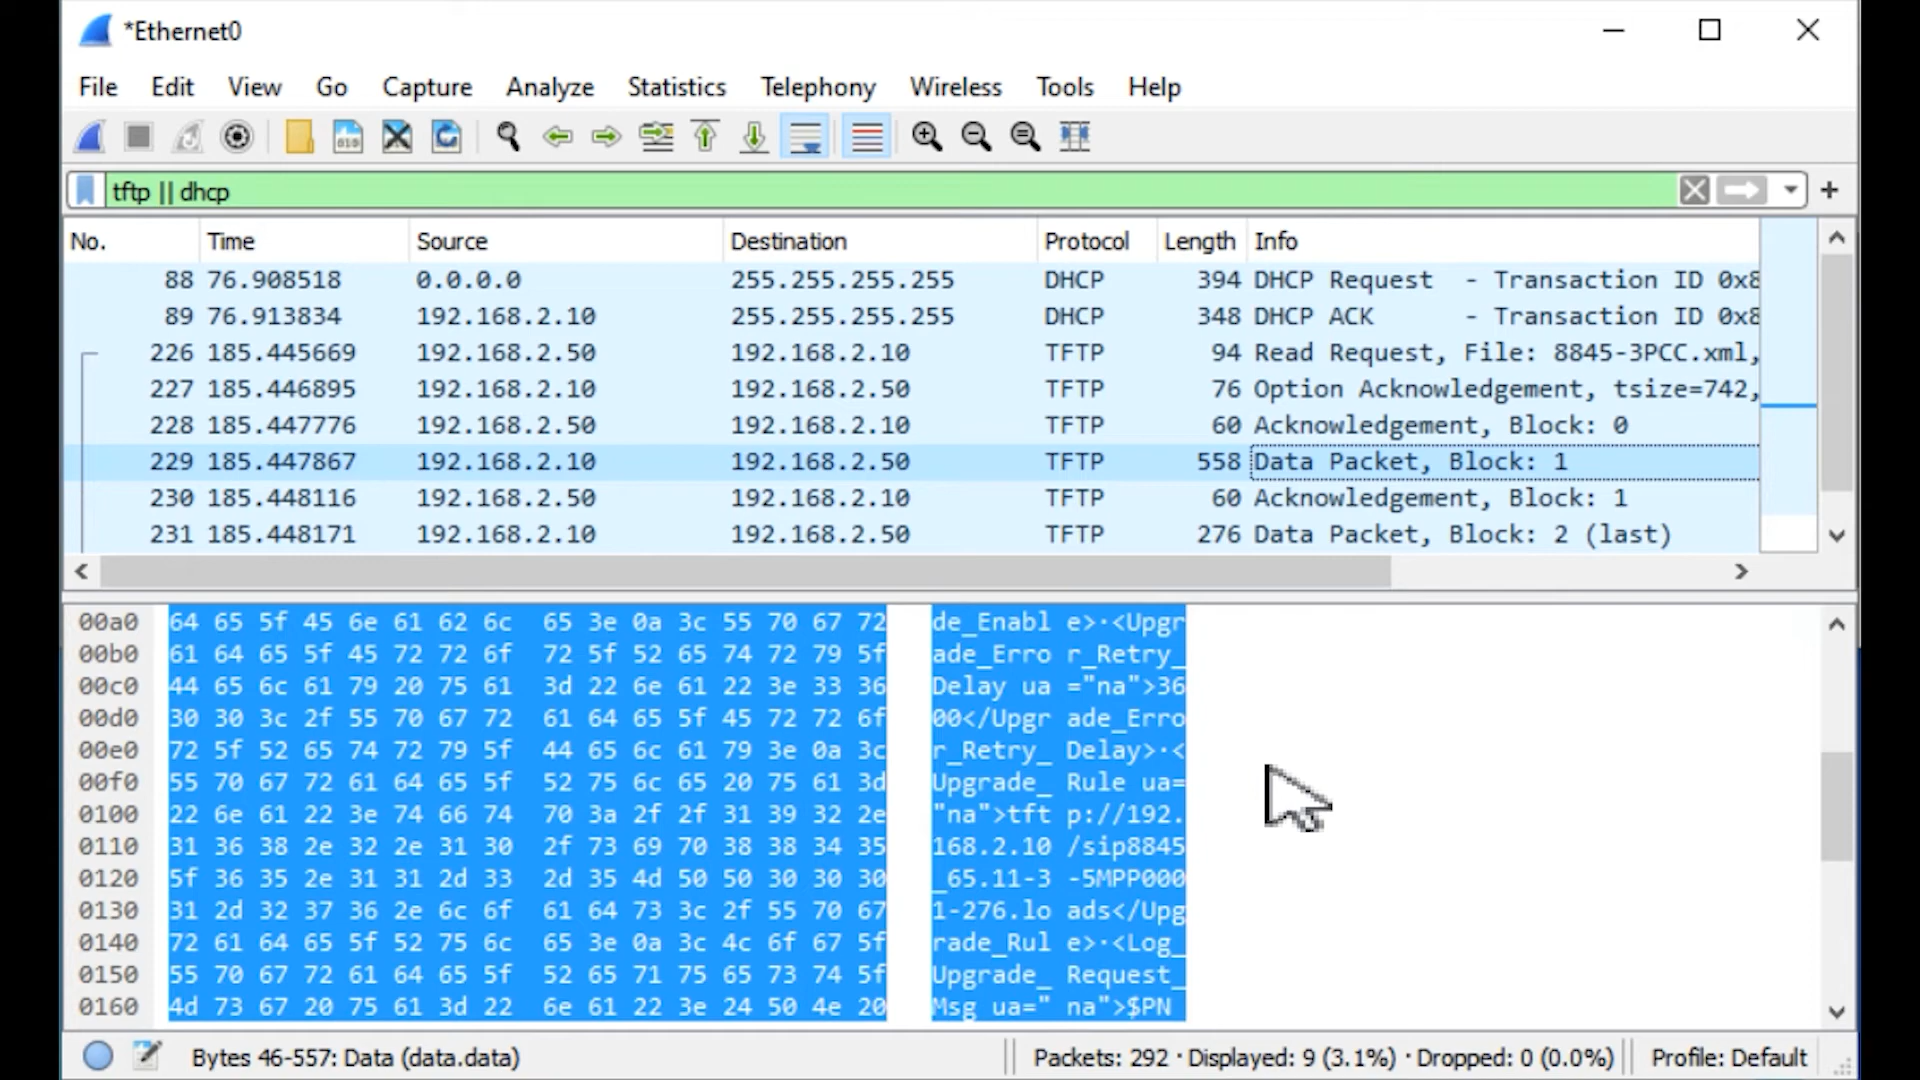 *Ethernet0
File Edit View Go Capture Analyze Statistics Telephony Wireless Tools Help
tftp || dhcp
No. Time Source Destination Protocol Length Info
88 76.908518 0.0.0.0 255.255.255.255 DHCP 394 DHCP Request - Transaction ID 0x8
89 76.913834 192.168.2.10 255.255.255.255 DHCP 348 DHCP ACK - Transaction ID 0x8
226 185.445669 192.168.2.50 192.168.2.10 TFTP 94 Read Request, File: 8845-3PCC.xml,
227 185.446895 192.168.2.10 192.168.2.50 TFTP 76 Option Acknowledgement, tsize=742,
228 185.447776 192.168.2.50 192.168.2.10 TFTP 60 Acknowledgement, Block: 0
229 185.447867 192.168.2.10 192.168.2.50 TFTP 558 Data Packet, Block: 1
230 185.448116 192.168.2.50 192.168.2.10 TFTP 60 Acknowledgement, Block: 1
231 185.448171 192.168.2.10 192.168.2.50 TFTP 276 Data Packet, Block: 2 (last)
00a0 64 65 5f 45 6e 61 62 6c 65 3e 0a 3c 55 70 67 72 de_Enabl e>·<Upgr
00b0 61 64 65 5f 45 72 72 6f 72 5f 52 65 74 72 79 5f ade_Erro r_Retry_
00c0 44 65 6c 61 79 20 75 61 3d 22 6e 61 22 3e 33 36 Delay ua ="na">36
00d0 30 30 3c 2f 55 70 67 72 61 64 65 5f 45 72 72 6f 00</Upgr ade_Erro
00e0 72 5f 52 65 74 72 79 5f 44 65 6c 61 79 3e 0a 3c r_Retry_ Delay>·<
00f0 55 70 67 72 61 64 65 5f 52 75 6c 65 20 75 61 3d Upgrade_ Rule ua=
0100 22 6e 61 22 3e 74 66 74 70 3a 2f 2f 31 39 32 2e "na">tft p://192.
0110 31 36 38 2e 32 2e 31 30 2f 73 69 70 38 38 34 35 168.2.10 /sip8845
0120 5f 36 35 2e 31 31 2d 33 2d 35 4d 50 50 30 30 30 _65.11-3 -5MPP000
0130 31 2d 32 37 36 2e 6c 6f 61 64 73 3c 2f 55 70 67 1-276.lo ads</Upg
0140 72 61 64 65 5f 52 75 6c 65 3e 0a 3c 4c 6f 67 5f rade_Rul e>·<Log_
0150 55 70 67 72 61 64 65 5f 52 65 71 75 65 73 74 5f Upgrade_ Request_
0160 4d 73 67 20 75 61 3d 22 6e 61 22 3e 24 50 4e 20 Msg ua=" na">$PN
Bytes 46-557: Data (data.data) Packets: 292 · Displayed: 9 (3.1%) · Dropped: 0 (0.0%) Profile: Default